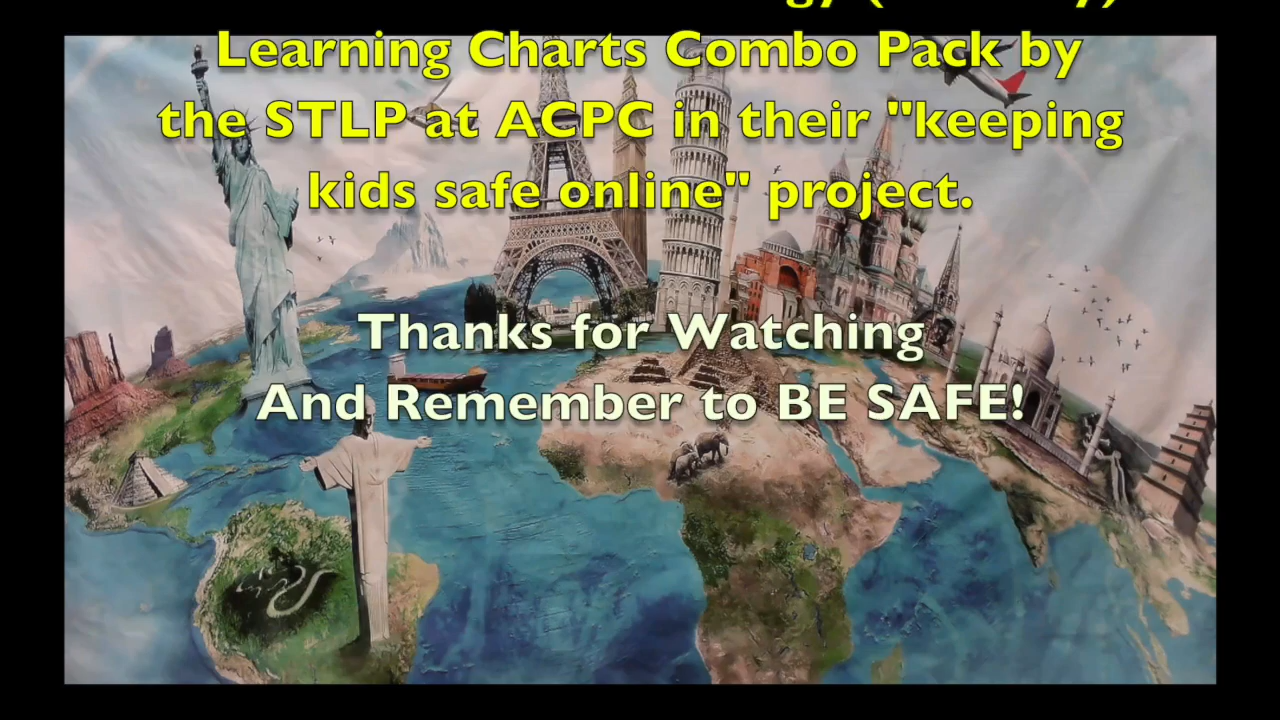 Learning Charts Combo Pack by
the STLP at ACPC in their "keeping
kids safe online" project.
Thanks for Watching
And Remember to BE SAFE!